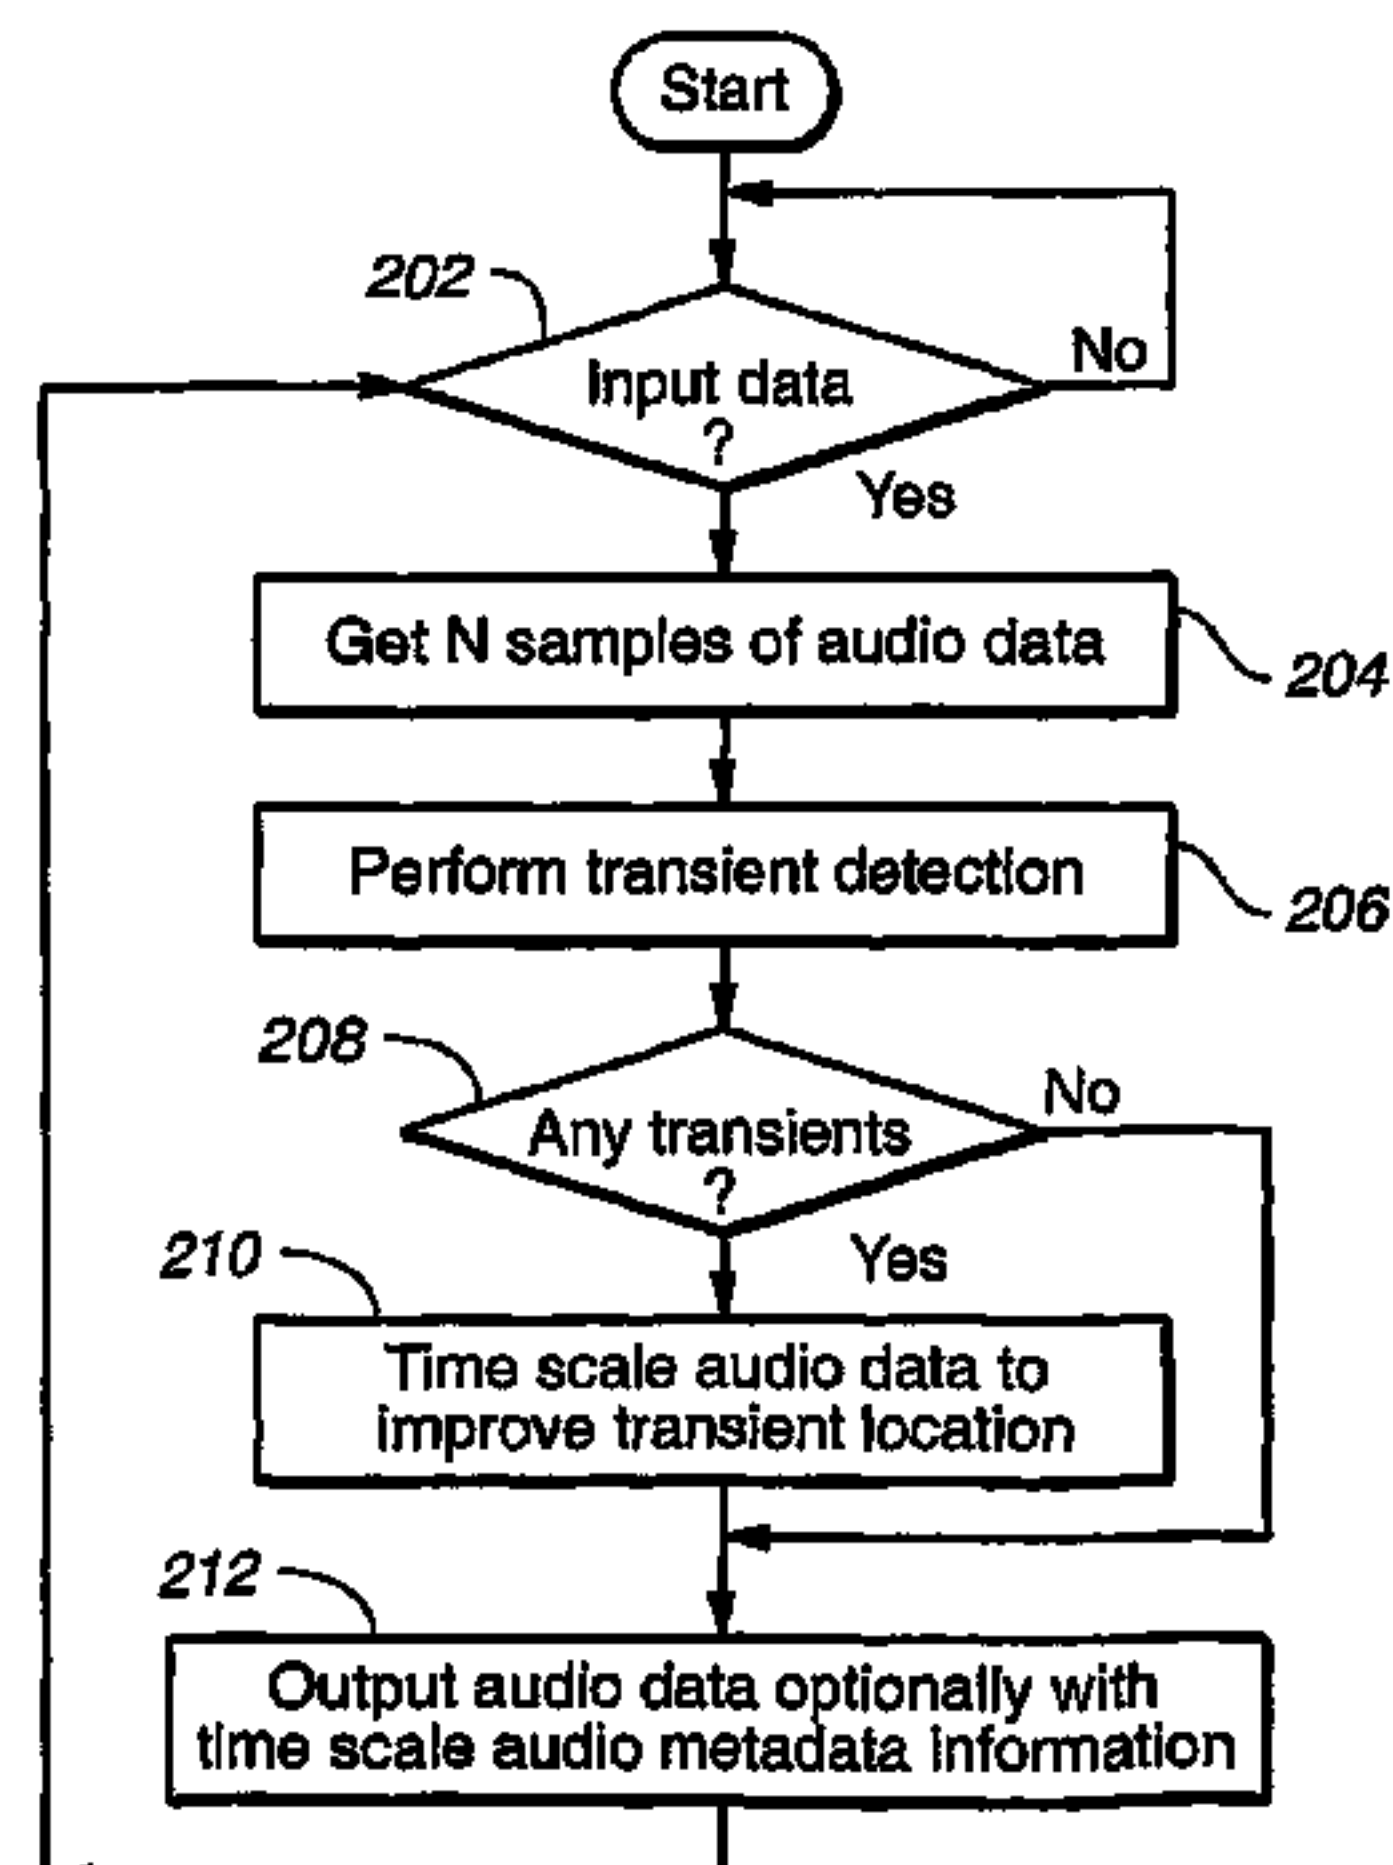 Start
202
Input data
?
No
Yes
Get N samples of audio data
204
Perform transient detection
206
208
Any transients
?
No
Yes
210
Time scale audio data to
improve transient location
212
Output audio data optionally with
time scale audio metadata information